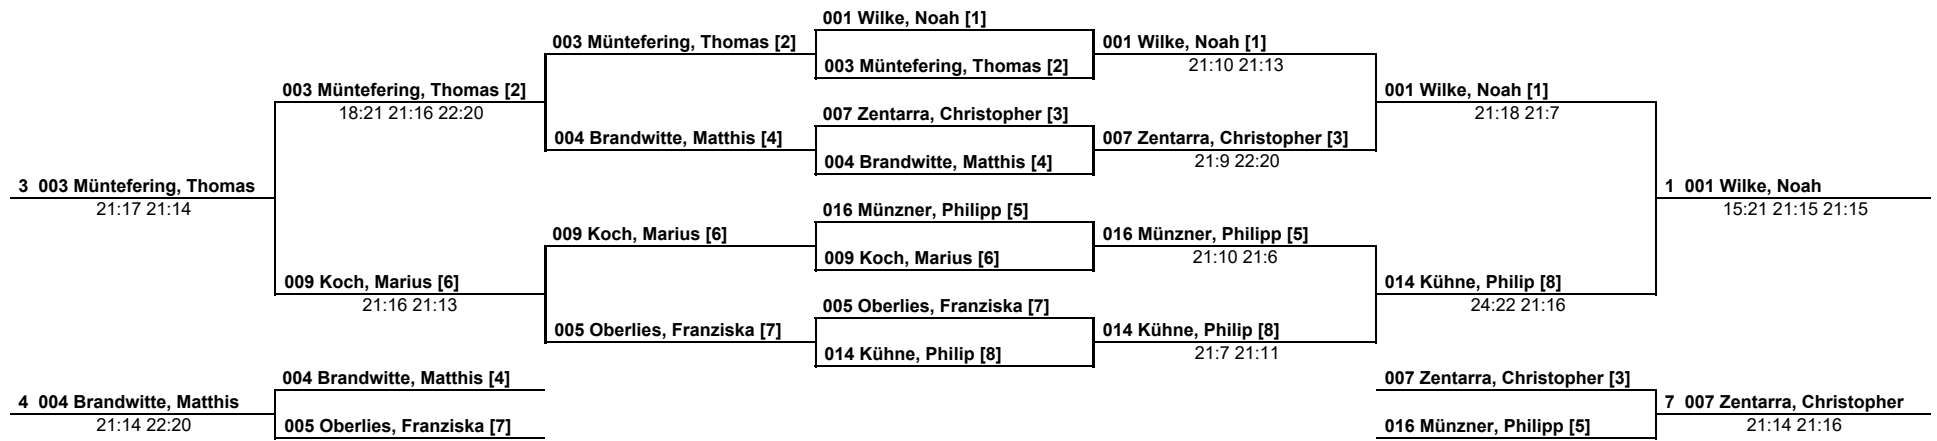 001 Wilke, Noah [1]
003 Müntefering, Thomas [2]
001 Wilke, Noah [1]
003 Müntefering, Thomas [2]
21:10 21:13
003 Müntefering, Thomas [2]
001 Wilke, Noah [1]
18:21 21:16 22:20
007 Zentarra, Christopher [3]
21:18 21:7
004 Brandwitte, Matthis [4]
007 Zentarra, Christopher [3]
004 Brandwitte, Matthis [4]
21:9 22:20
3 003 Müntefering, Thomas
1 001 Wilke, Noah
21:17 21:14
016 Münzner, Philipp [5]
15:21 21:15 21:15
009 Koch, Marius [6]
016 Münzner, Philipp [5]
009 Koch, Marius [6]
21:10 21:6
009 Koch, Marius [6]
014 Kühne, Philip [8]
21:16 21:13
005 Oberlies, Franziska [7]
24:22 21:16
005 Oberlies, Franziska [7]
014 Kühne, Philip [8]
014 Kühne, Philip [8]
21:7 21:11
004 Brandwitte, Matthis [4]
007 Zentarra, Christopher [3]
4 004 Brandwitte, Matthis
7 007 Zentarra, Christopher
21:14 22:20
005 Oberlies, Franziska [7]
016 Münzner, Philipp [5]
21:14 21:16